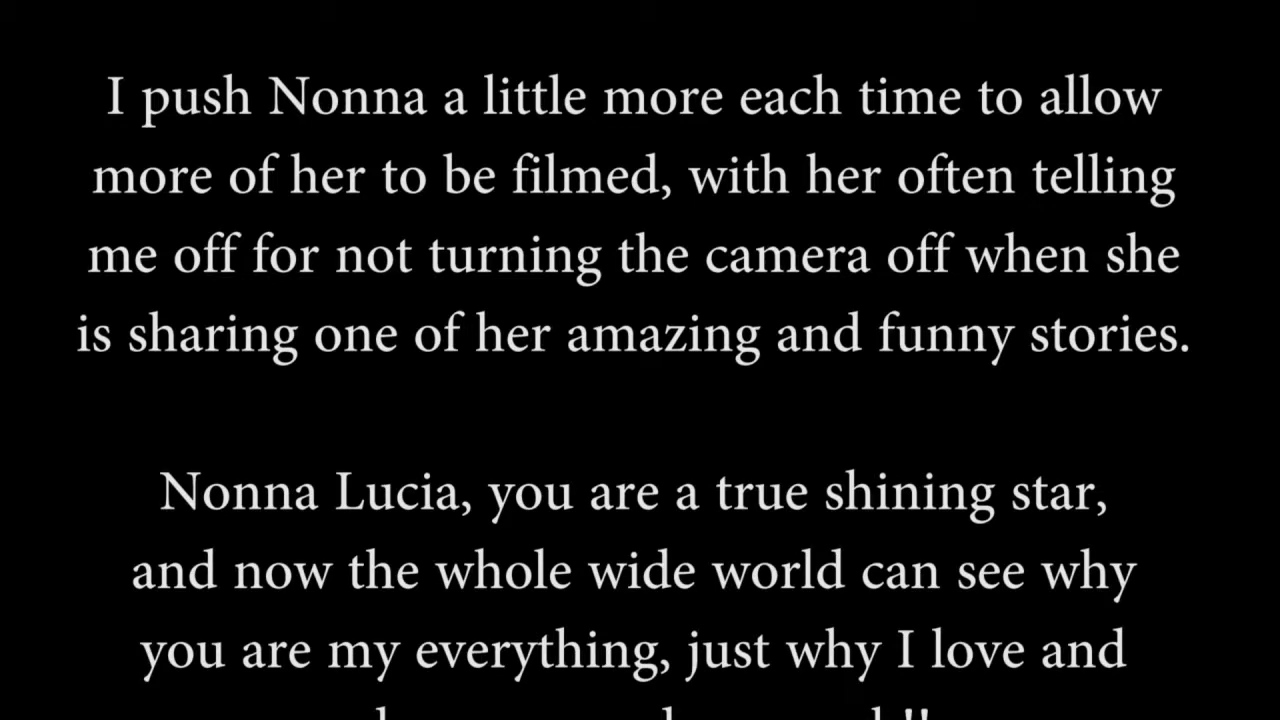 I push Nonna a little more each time to allow
more of her to be filmed, with her often telling
me off for not turning the camera off when she
is sharing one of her amazing and funny stories.
Nonna Lucia, you are a true shining star,
and now the whole wide world can see why
you are my everything, just why I love and